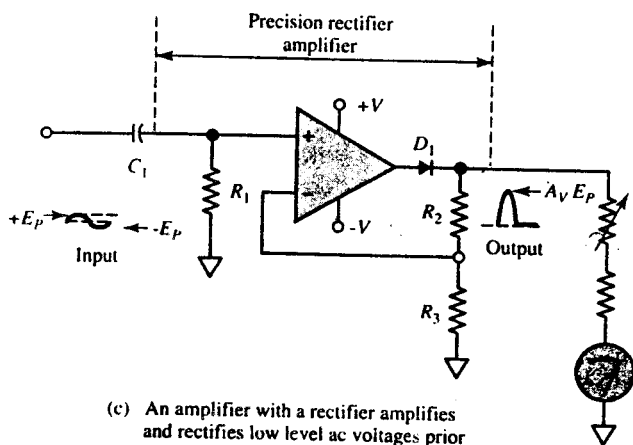 Precision rectifier
amplifier
+V
C1
+
D1
R1
−
-V
R2
AV EP
+EP
-EP
Input
Output
R3
(c) An amplifier with a rectifier amplifies
and rectifies low level ac voltages prior